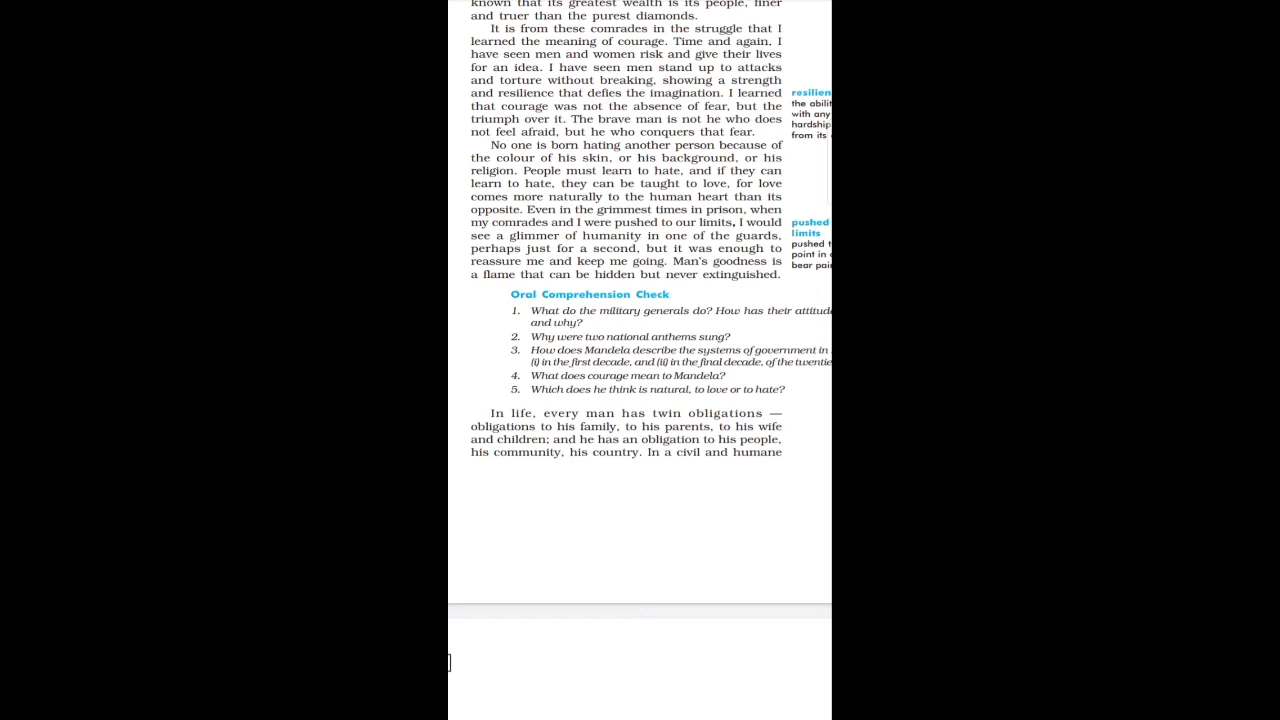 known that its greatest wealth is its people, finer
and truer than the purest diamonds.
It is from these comrades in the struggle that I
learned the meaning of courage. Time and again, I
have seen men and women risk and give their lives
for an idea. I have seen men stand up to attacks
and torture without breaking, showing a strength
and resilience that defies the imagination. I learned
that courage was not the absence of fear, but the
triumph over it. The brave man is not he who does
not feel afraid, but he who conquers that fear.
No one is born hating another person because of
the colour of his skin, or his background, or his
religion. People must learn to hate, and if they can
learn to hate, they can be taught to love, for love
comes more naturally to the human heart than its
opposite. Even in the grimmest times in prison, when
my comrades and I were pushed to our limits, I would
see a glimmer of humanity in one of the guards,
perhaps just for a second, but it was enough to
reassure me and keep me going. Man's goodness is
a flame that can be hidden but never extinguished.
resilien
the abilit
with any
hardship
from its
pushed
limits
pushed t
point in
bear pai
Oral Comprehension Check
1. What do the military generals do? How has their attitud
and why?
2. Why were two national anthems sung?
3. How does Mandela describe the systems of government in
(i) in the first decade, and (ii) in the final decade, of the twentie
4. What does courage mean to Mandela?
5. Which does he think is natural, to love or to hate?
In life, every man has twin obligations —
obligations to his family, to his parents, to his wife
and children; and he has an obligation to his people,
his community, his country. In a civil and humane